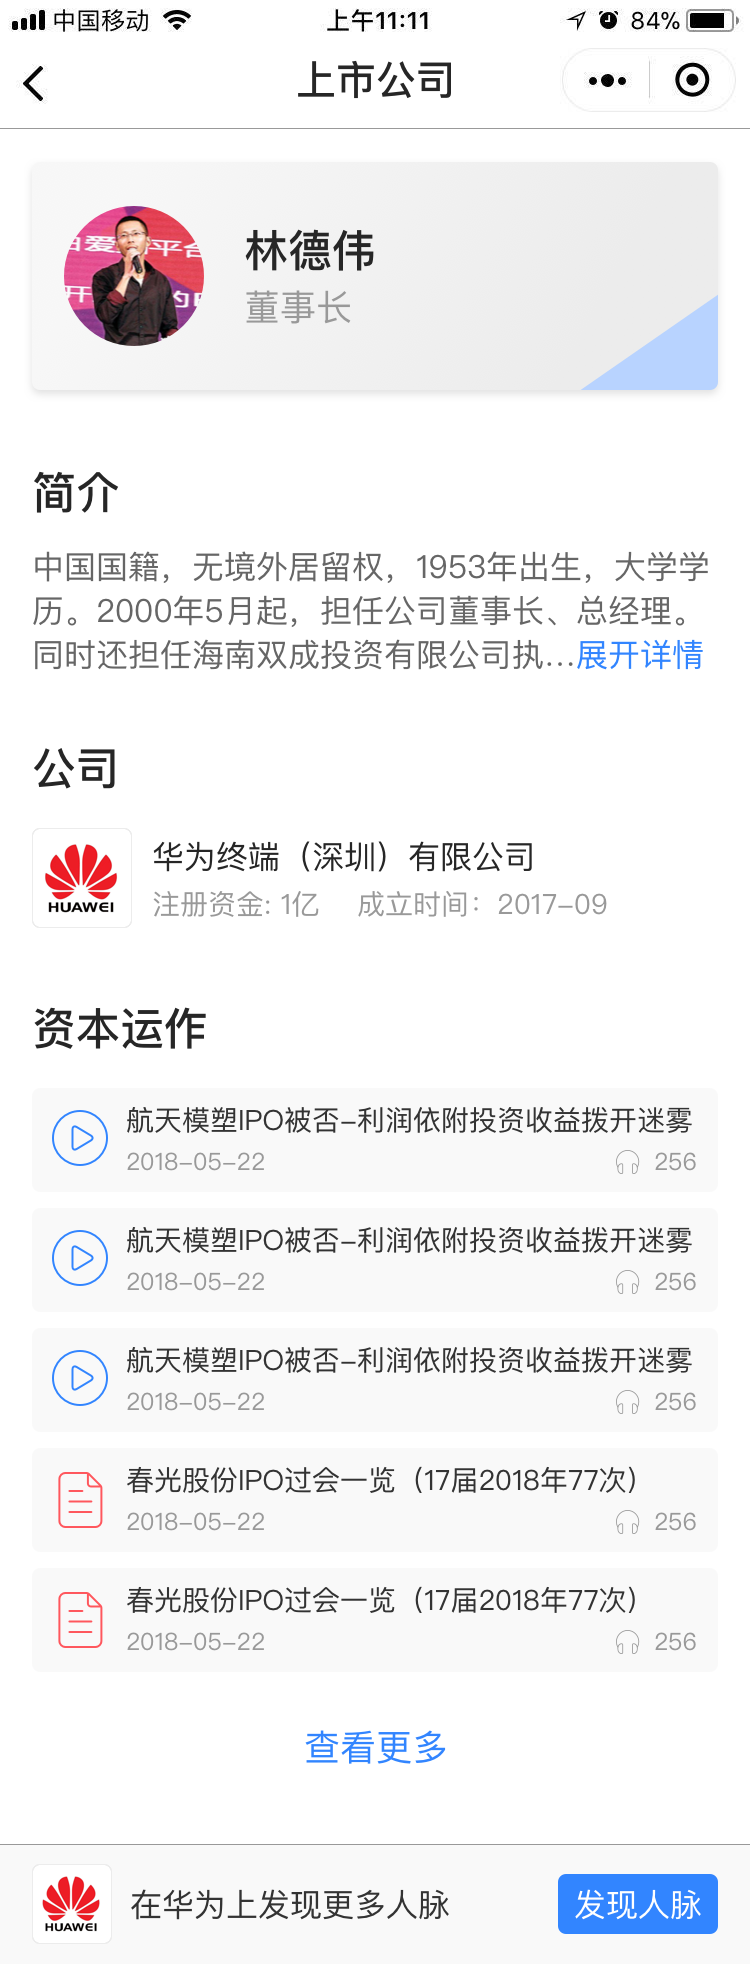 中国移动 上午11:11 84%
上市公司
林德伟
董事长
简介
中国国籍，无境外居留权，1953年出生，大学学
历。2000年5月起，担任公司董事长、总经理。
同时还担任海南双成投资有限公司执...展开详情
公司
HUAWEI
华为终端（深圳）有限公司
注册资金: 1亿 成立时间：2017-09
资本运作
航天模塑IPO被否-利润依附投资收益拨开迷雾
2018-05-22 256
航天模塑IPO被否-利润依附投资收益拨开迷雾
2018-05-22 256
航天模塑IPO被否-利润依附投资收益拨开迷雾
2018-05-22 256
春光股份IPO过会一览（17届2018年77次）
2018-05-22 256
春光股份IPO过会一览（17届2018年77次）
2018-05-22 256
查看更多
HUAWEI
在华为上发现更多人脉 发现人脉